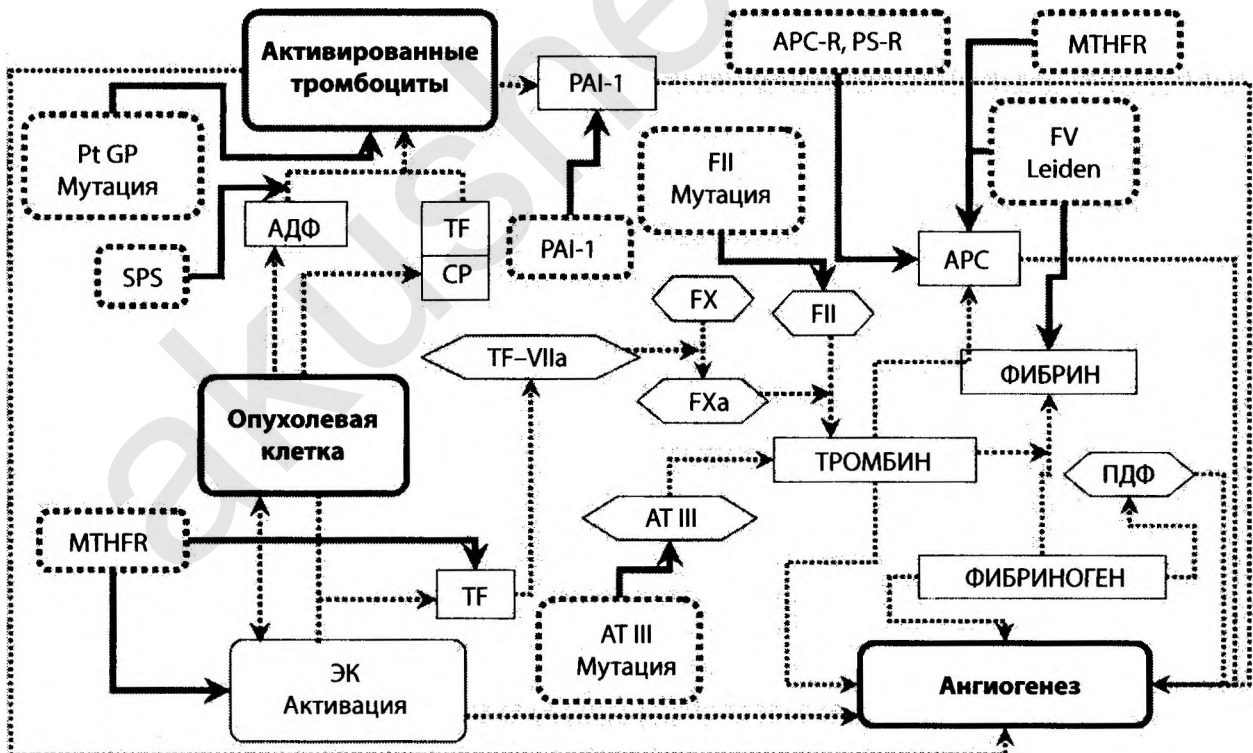 Активированные
тромбоциты
PAI-1
APC-R, PS-R
MTHFR
Pt GP
Мутация
FII
Мутация
FV
Leiden
АДФ
TF
CP
PAI-1
SPS
APC
FX
FII
TF–VIIa
ФИБРИН
FXa
Опухолевая
клетка
ТРОМБИН
ПДФ
AT III
MTHFR
TF
ФИБРИНОГЕН
AT III
Мутация
ЭК
Активация
Ангиогенез
akushe